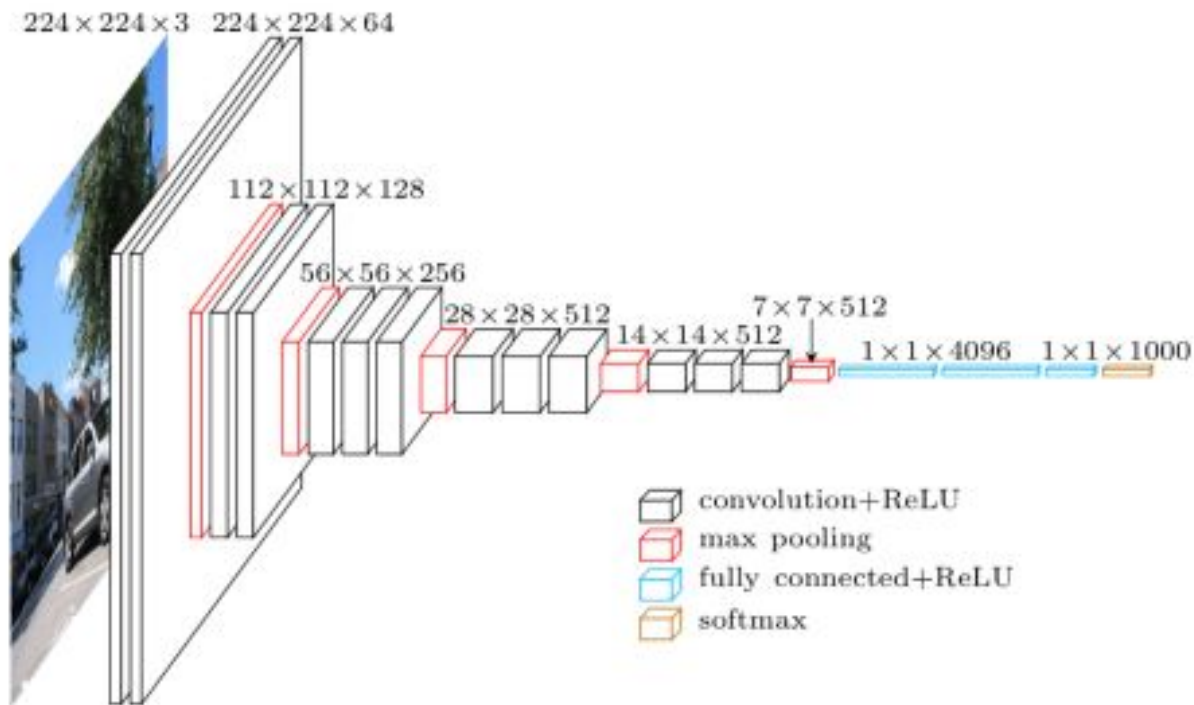 224×224×3
224×224×64
112×112×128
56×56×256
28×28×512
14×14×512
7×7×512
1×1×4096
1×1×1000
convolution+ReLU
max pooling
fully connected+ReLU
softmax